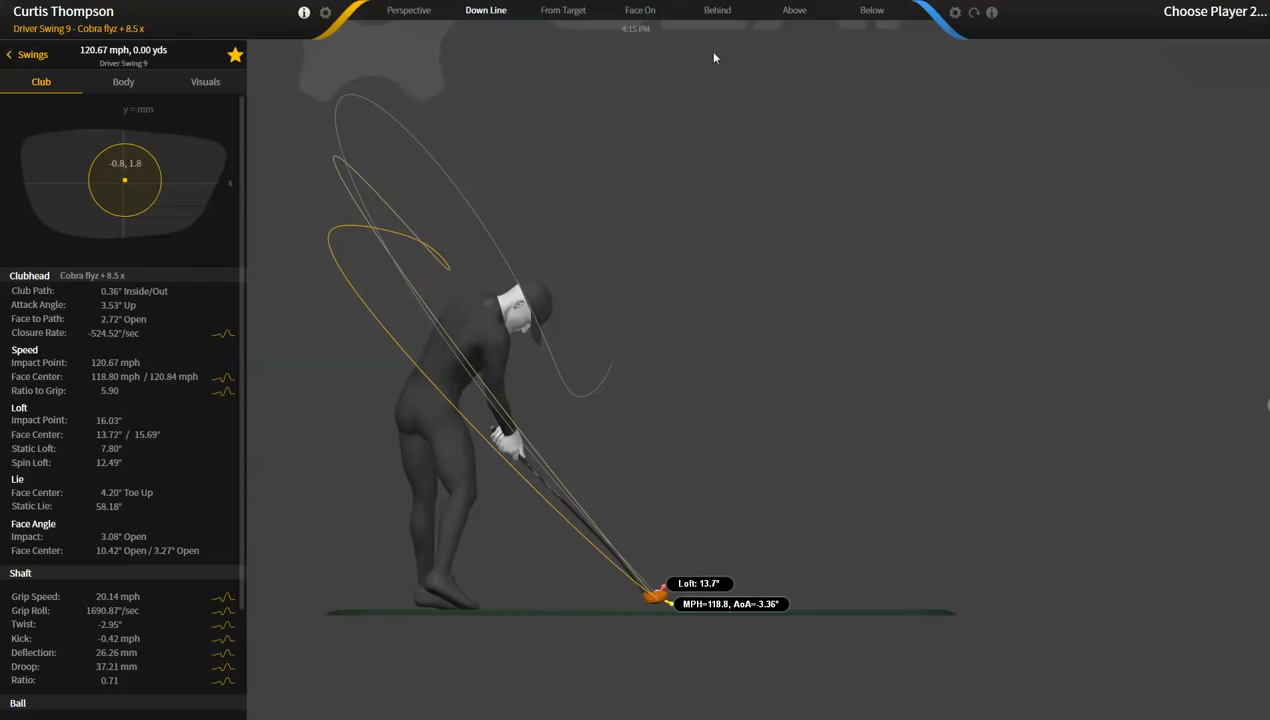 Curtis Thompson
Driver Swing 9 - Cobra flyz + 8.5 x
Perspective
Down Line
From Target
Face On
Behind
Above
Below
Choose Player 2...
4:15 PM
Swings
120.67 mph, 0.00 yds
Driver Swing 9
Club
Body
Visuals
y = mm
-0.8, 1.8
x
Clubhead Cobra flyz + 8.5 x
Club Path: 0.36° Inside/Out
Attack Angle: 3.53° Up
Face to Path: 2.72° Open
Closure Rate: -524.52°/sec
Speed
Impact Point: 120.67 mph
Face Center: 118.80 mph / 120.84 mph
Ratio to Grip: 5.90
Loft
Impact Point: 16.03°
Face Center: 13.72° / 15.69°
Static Loft: 7.80°
Spin Loft: 12.49°
Lie
Face Center: 4.20° Toe Up
Static Lie: 58.18°
Face Angle
Impact: 3.08° Open
Face Center: 10.42° Open / 3.27° Open
Shaft
Grip Speed: 20.14 mph
Grip Roll: 1690.87°/sec
Twist: -2.95°
Kick: -0.42 mph
Deflection: 26.26 mm
Droop: 37.21 mm
Ratio: 0.71
Ball
Loft: 13.7°
MPH=118.8, AoA=-3.36°